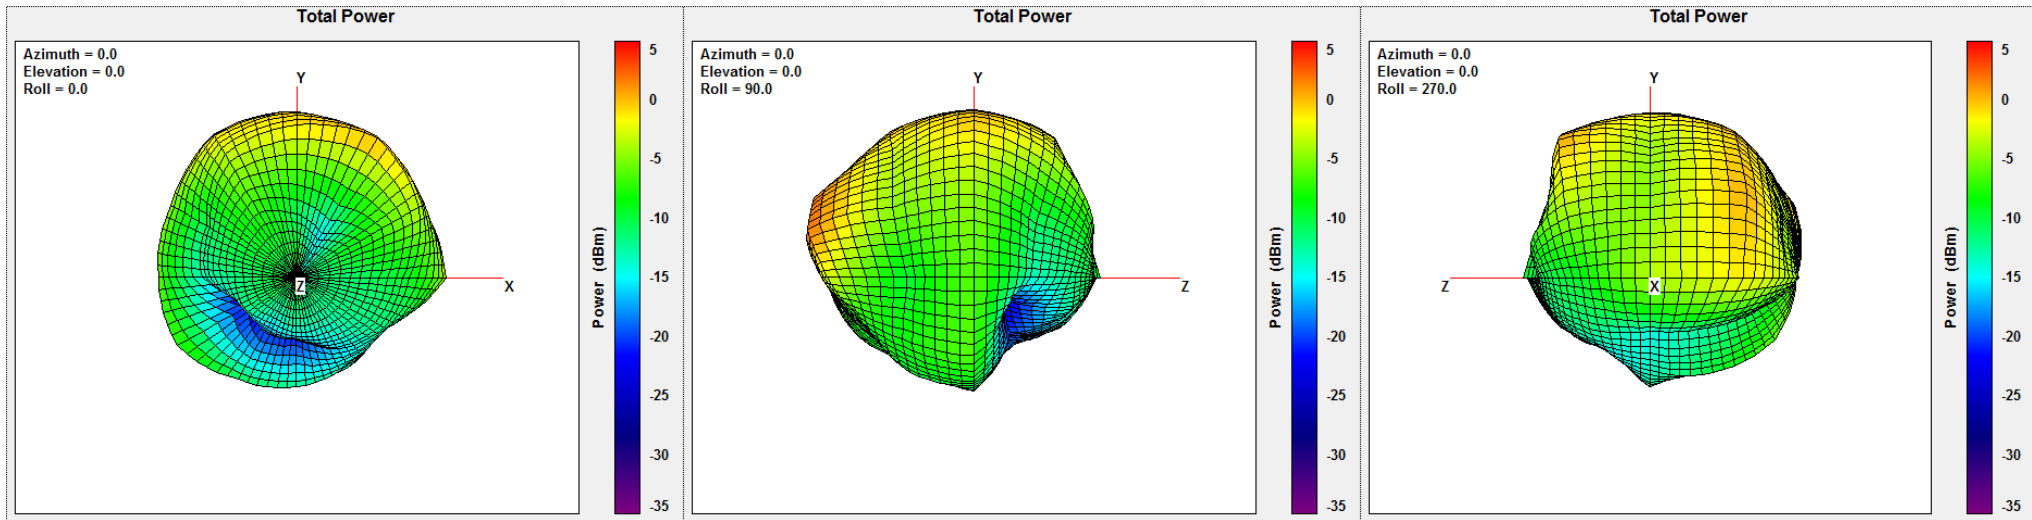 Total Power
Azimuth = 0.0
Elevation = 0.0
Roll = 0.0
Y
X
Z
5
0
-5
-10
-15
-20
-25
-30
-35
Power (dBm)
Total Power
Azimuth = 0.0
Elevation = 0.0
Roll = 90.0
Y
Z
5
0
-5
-10
-15
-20
-25
-30
-35
Power (dBm)
Total Power
Azimuth = 0.0
Elevation = 0.0
Roll = 270.0
Y
Z
X
5
0
-5
-10
-15
-20
-25
-30
-35
Power (dBm)